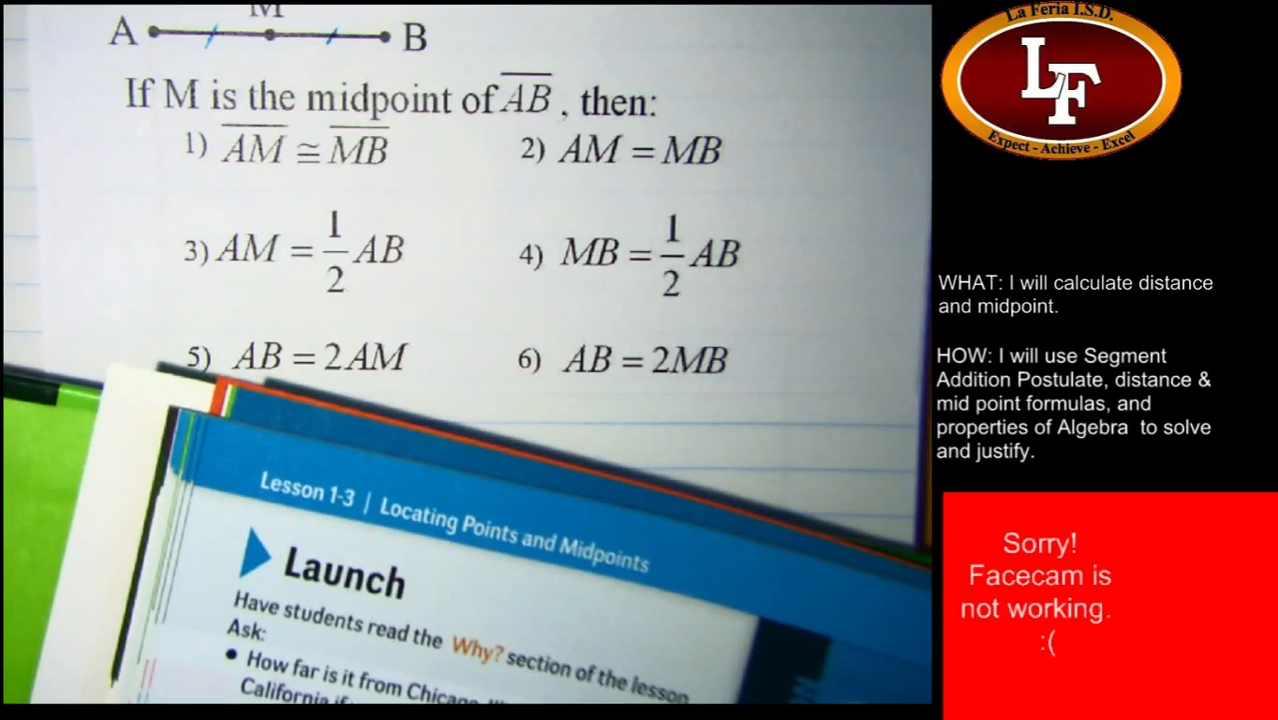 M
A B
If M is the midpoint of AB, then:
1) AM ≅ MB 2) AM = MB
3) AM = 1/2 AB 4) MB = 1/2 AB
5) AB = 2AM 6) AB = 2MB
Lesson 1-3 | Locating Points and Midpoints
Launch
Have students read the Why? section of the lesson
Ask:
• How far is it from Chicago
California if
La Feria I.S.D.
LF
Expect - Achieve - Excel
WHAT: I will calculate distance
and midpoint.
HOW: I will use Segment
Addition Postulate, distance &
mid point formulas, and
properties of Algebra to solve
and justify.
Sorry!
Facecam is
not working.
:(